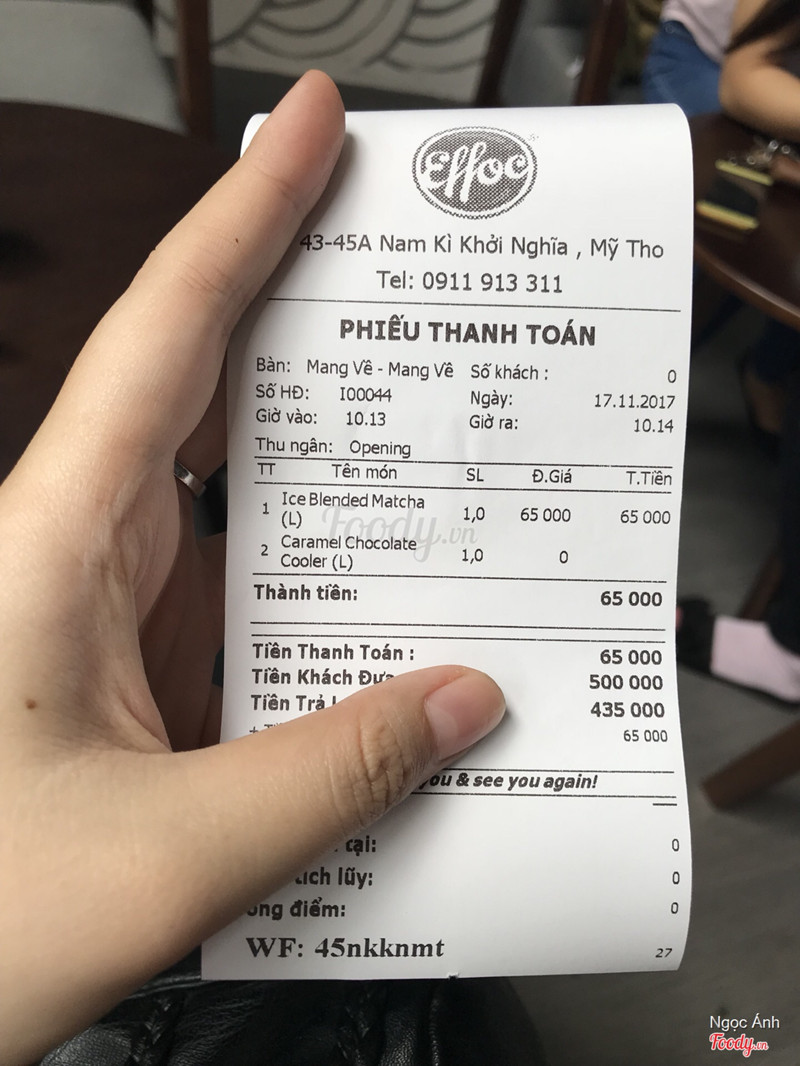 Effoc
43-45A Nam Kì Khởi Nghĩa , Mỹ Tho
Tel: 0911 913 311
PHIẾU THANH TOÁN
Bàn: Mang Về - Mang Về Số khách : 0
Số HĐ: I00044 Ngày: 17.11.2017
Giờ vào: 10.13 Giờ ra: 10.14
Thu ngân: Opening
TT Tên món SL Đ.Giá T.Tiền
1 Ice Blended Matcha (L) 1,0 65 000 65 000
2 Caramel Chocolate Cooler (L) 1,0 0
Thành tiền: 65 000
Tiền Thanh Toán : 65 000
Tiền Khách Đưa 500 000
Tiền Trả 435 000
+ 65 000
& see you again!
tại: 0
tích lũy: 0
điểm: 0
WF: 45nkknmt
27
Foody.vn
Ngọc Ánh
Foody.vn